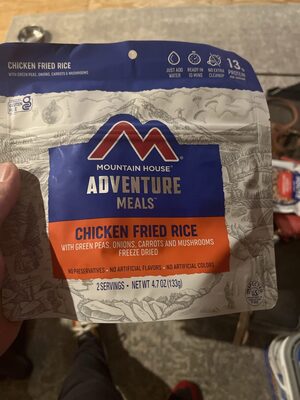 CHICKEN FRIED RICE
WITH GREEN PEAS, ONIONS, CARROTS & MUSHROOMS
JUST ADD WATER
READY IN 10 MINS
NO EXTRA CLEANUP
13g PROTEIN
MOUNTAIN HOUSE
ADVENTURE
MEALS™
CHICKEN FRIED RICE
WITH GREEN PEAS, ONIONS, CARROTS AND MUSHROOMS
FREEZE DRIED
NO PRESERVATIVES • NO ARTIFICIAL FLAVORS • NO ARTIFICIAL COLORS
2 SERVINGS • NET WT 4.7 OZ (133g)